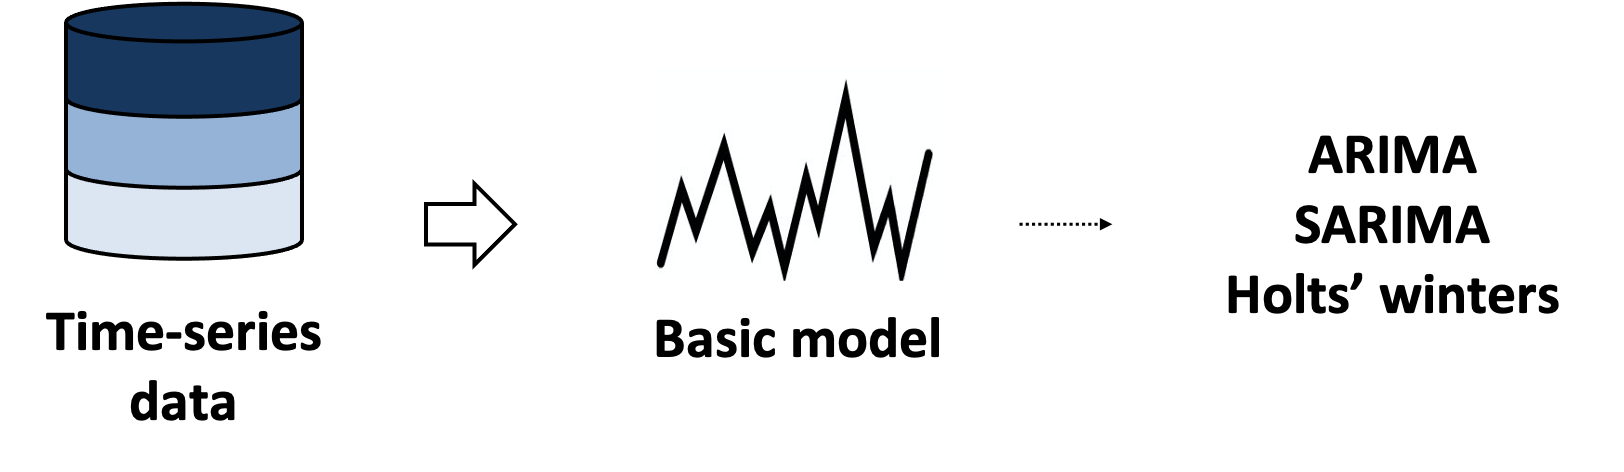 Time-series
data
Basic model
ARIMA
SARIMA
Holts’ winters